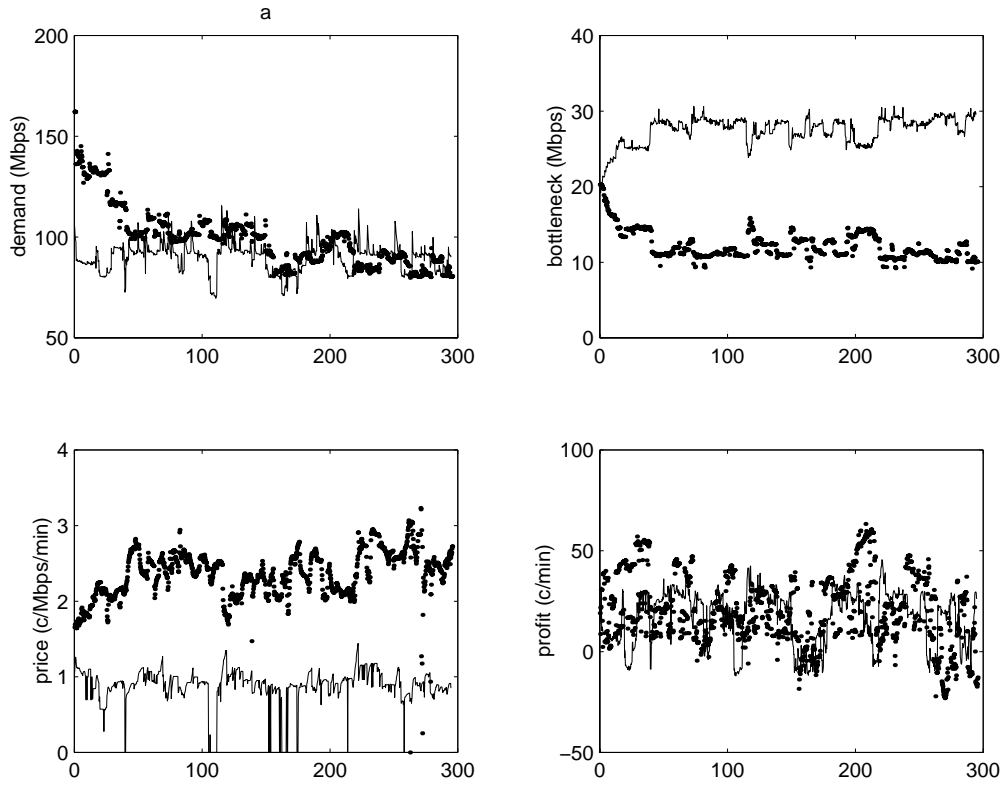 a
200
150
100
50
demand (Mbps)
0 100 200 300
40
30
20
10
0
bottleneck (Mbps)
0 100 200 300
4
3
2
1
0
price (c/Mbps/min)
0 100 200 300
100
50
0
−50
profit (c/min)
0 100 200 300